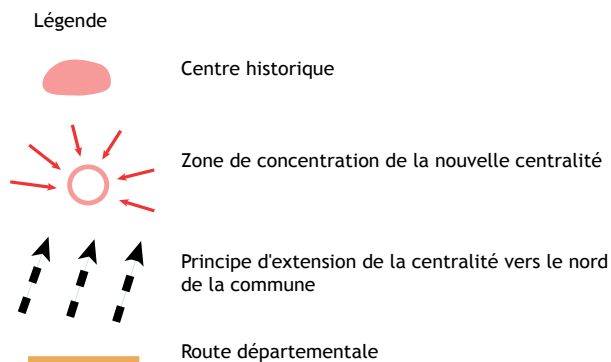 Légende
Centre historique
Zone de concentration de la nouvelle centralité
Principe d'extension de la centralité vers le nord
de la commune
Route départementale